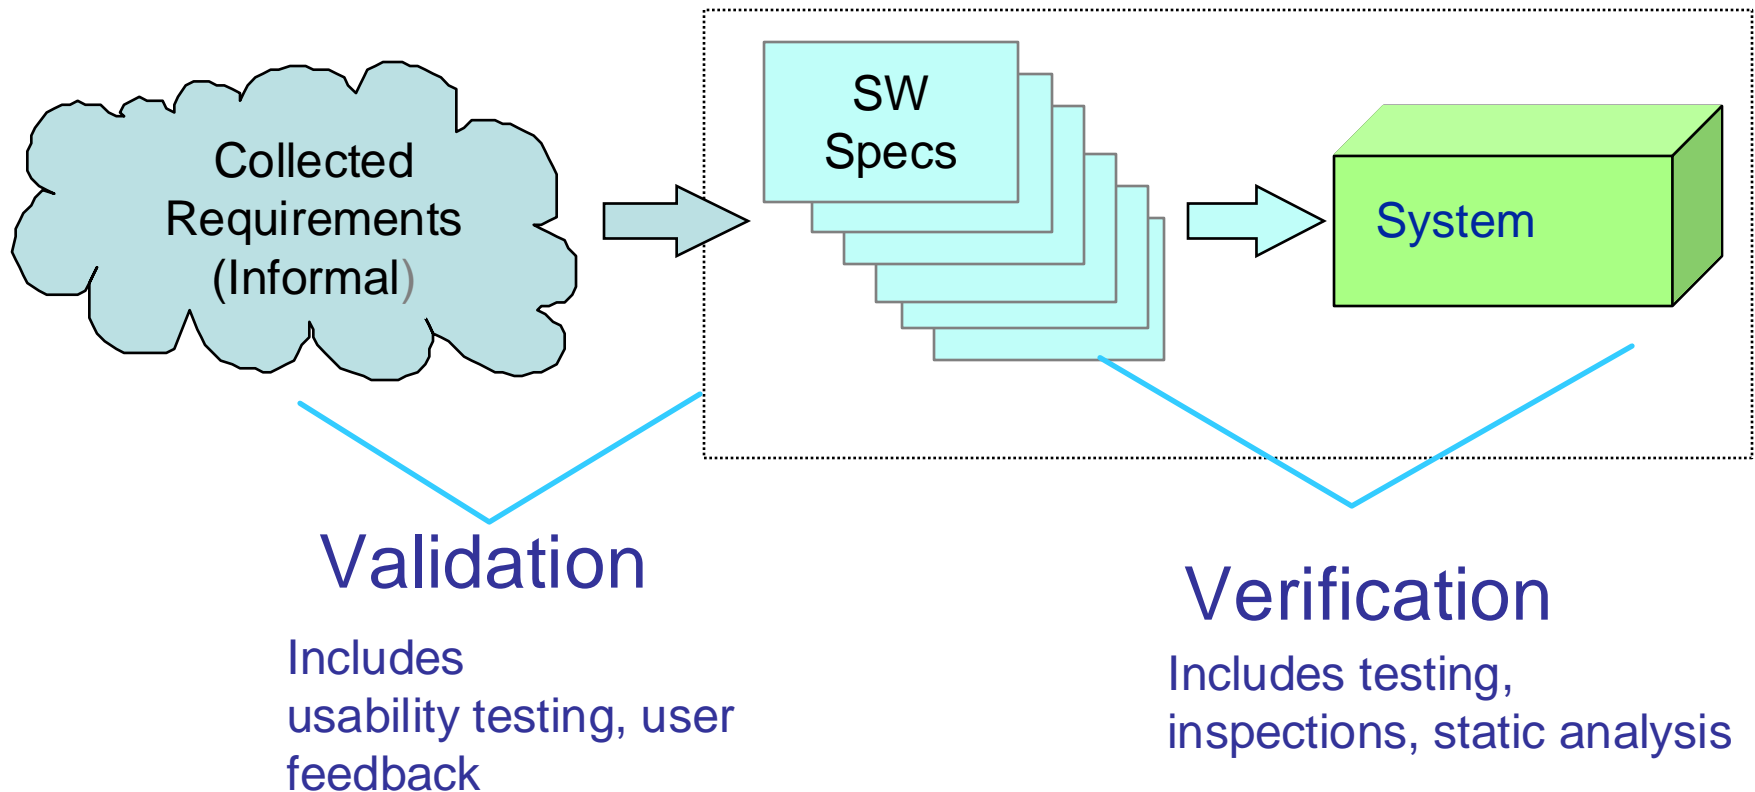 Collected
Requirements
(Informal)
SW
Specs
System
Validation
Includes
usability testing, user
feedback
Verification
Includes testing,
inspections, static analysis